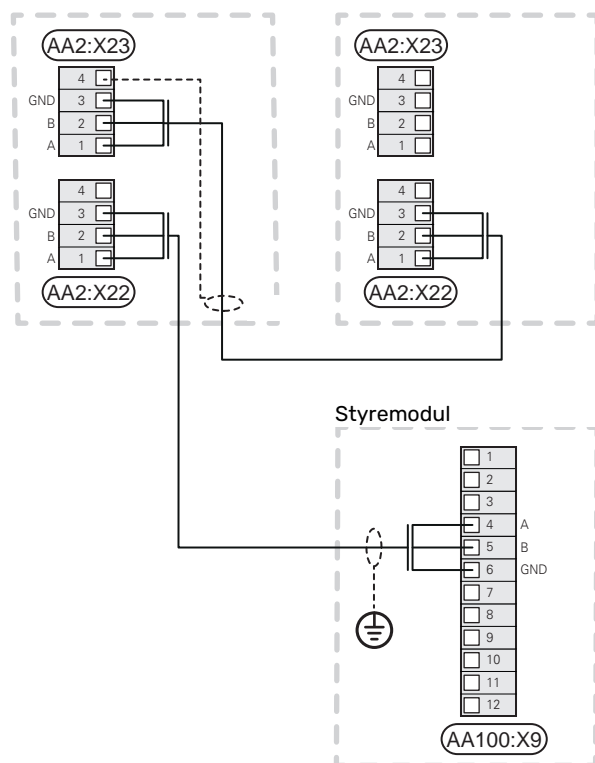 AA2:X23
4
GND 3
B 2
A 1
4
GND 3
B 2
A 1
AA2:X22
AA2:X23
4
GND 3
B 2
A 1
4
GND 3
B 2
A 1
AA2:X22
Styremodul
1
2
3
4 A
5 B
6 GND
7
8
9
10
11
12
AA100:X9